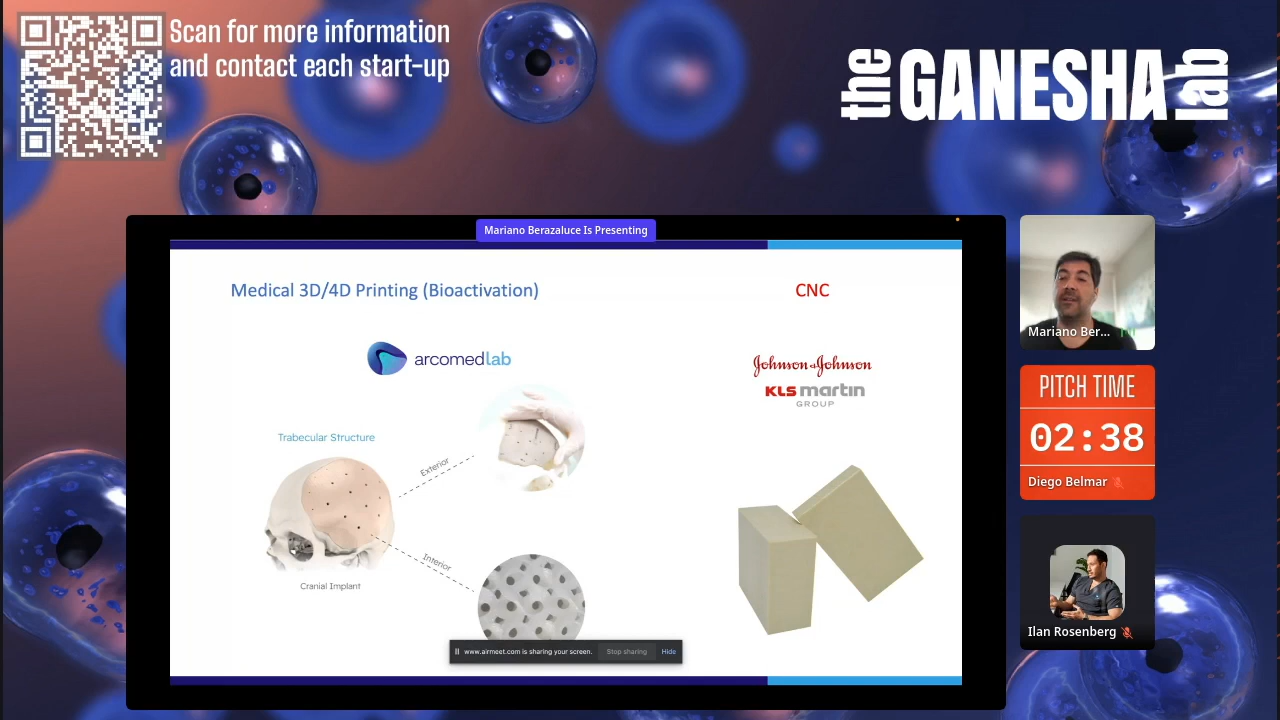 Scan for more information
and contact each start-up
the GANESHA lab
Mariano Berazaluce Is Presenting
Medical 3D/4D Printing (Bioactivation)
CNC
arcomedlab
Johnson & Johnson
KLS martin
GROUP
Trabecular Structure
Exterior
Interior
Cranial Implant
www.airmeet.com is sharing your screen.
Stop sharing
Hide
Mariano Ber...
PITCH TIME
02:38
Diego Belmar
Ilan Rosenberg